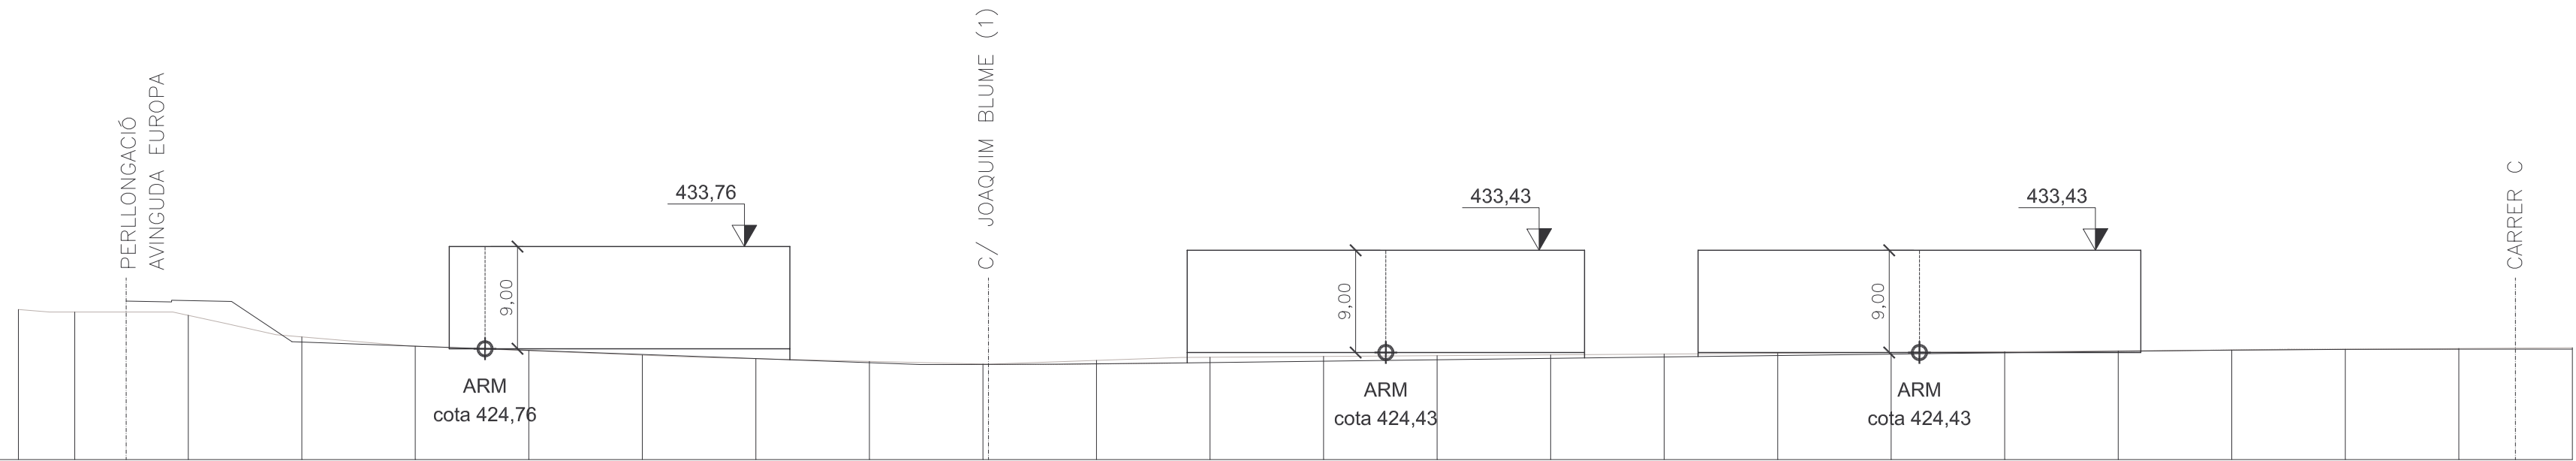 PERLLONGACIÓ
AVINGUDA EUROPA
433,76
9,00
ARM
cota 424,76
C/ JOAQUIM BLUME (1)
433,43
9,00
ARM
cota 424,43
433,43
9,00
ARM
cota 424,43
CARRER C